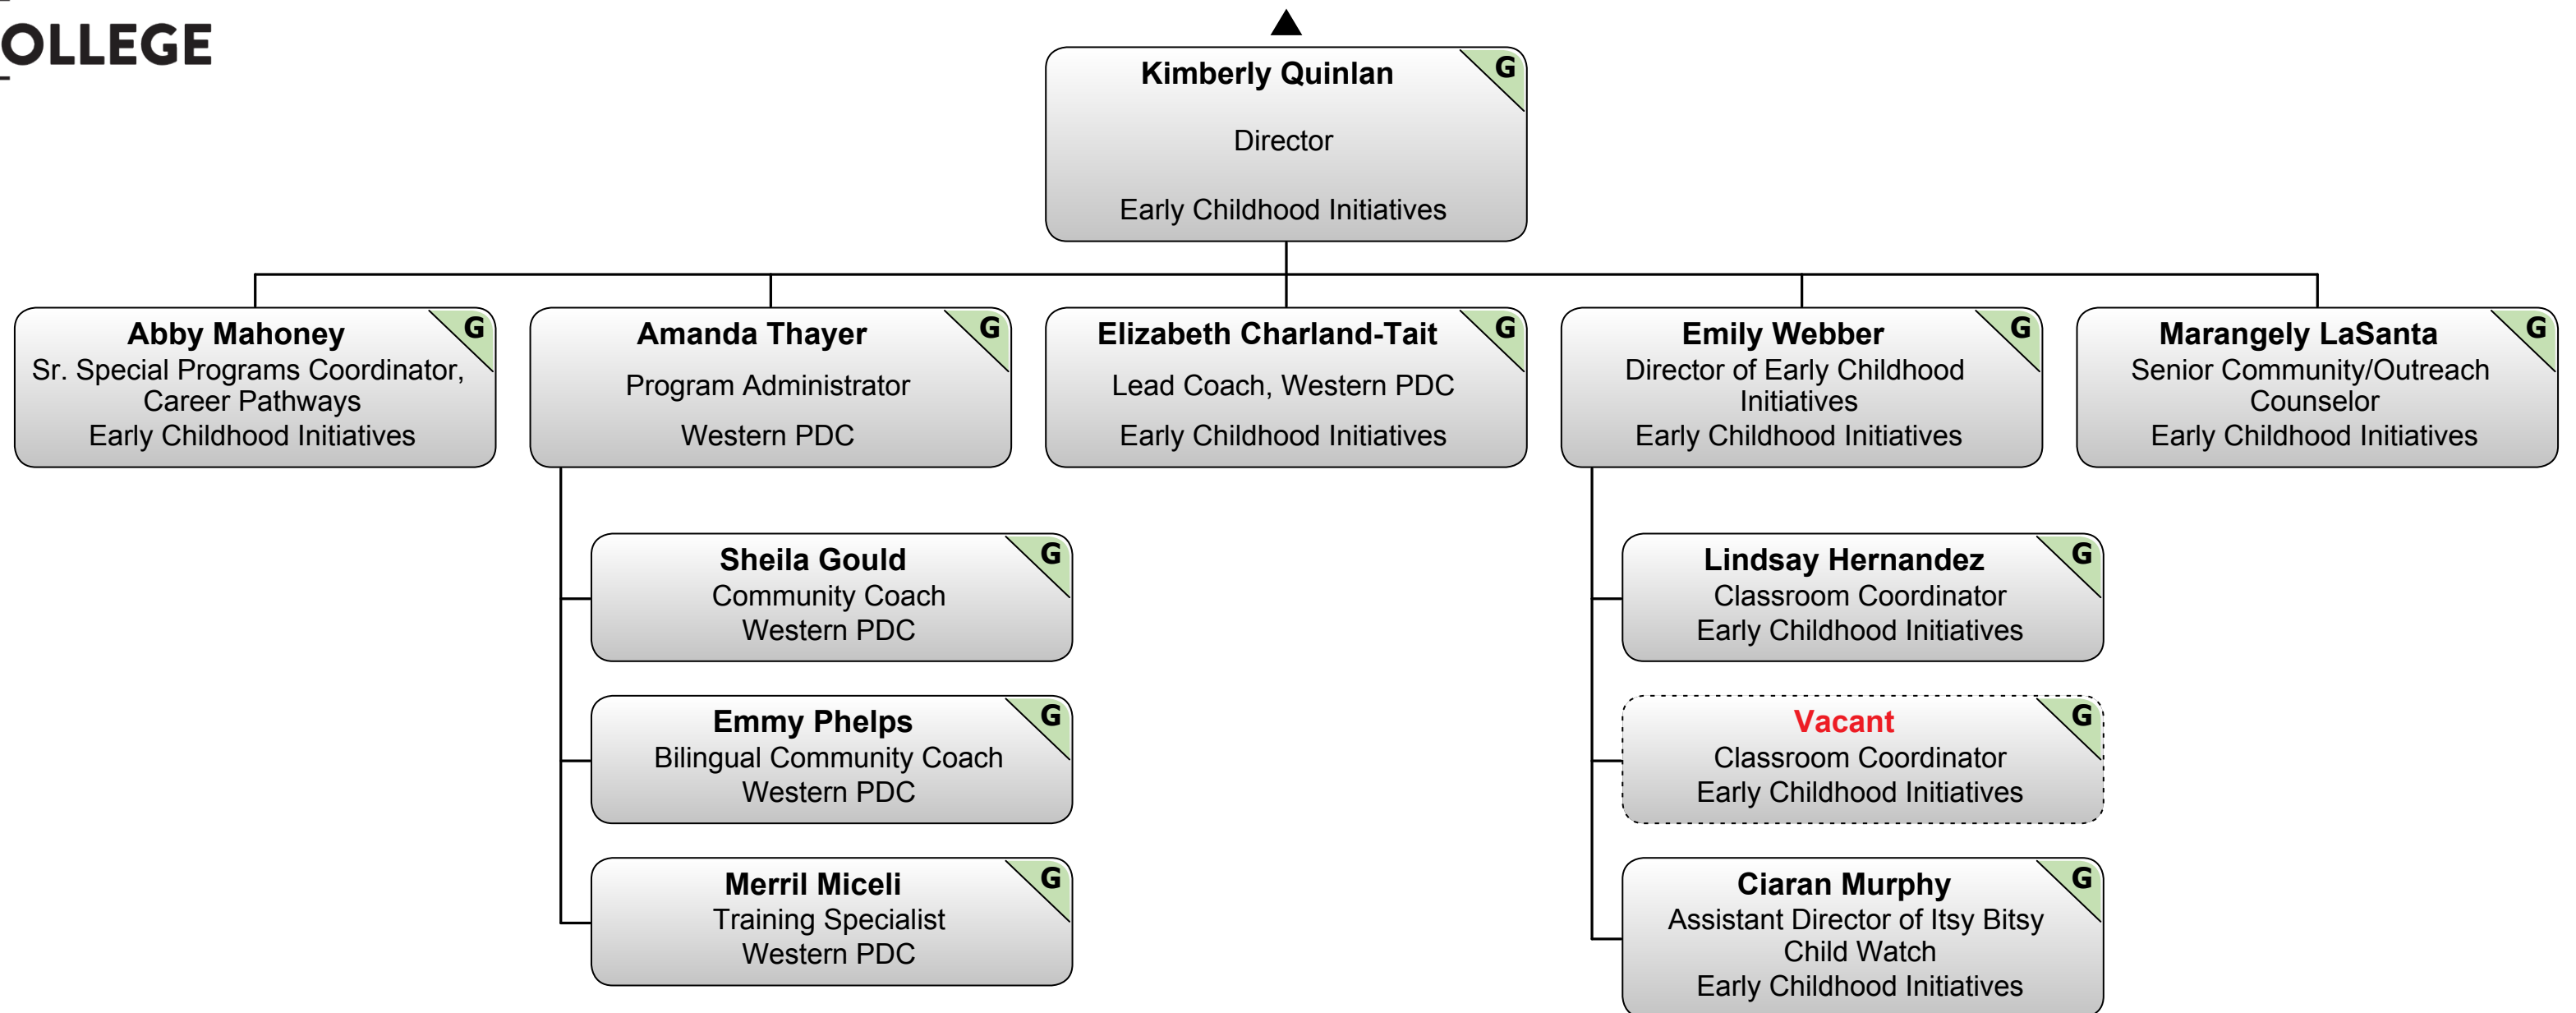 OLLEGE
Kimberly Quinlan
G
Director
Early Childhood Initiatives
Abby Mahoney
G
Sr. Special Programs Coordinator,
Career Pathways
Early Childhood Initiatives
Amanda Thayer
G
Program Administrator
Western PDC
Elizabeth Charland-Tait
G
Lead Coach, Western PDC
Early Childhood Initiatives
Emily Webber
G
Director of Early Childhood
Initiatives
Early Childhood Initiatives
Marangely LaSanta
G
Senior Community/Outreach
Counselor
Early Childhood Initiatives
Sheila Gould
G
Community Coach
Western PDC
Emmy Phelps
G
Bilingual Community Coach
Western PDC
Merril Miceli
G
Training Specialist
Western PDC
Lindsay Hernandez
G
Classroom Coordinator
Early Childhood Initiatives
Vacant
G
Classroom Coordinator
Early Childhood Initiatives
Ciaran Murphy
G
Assistant Director of Itsy Bitsy
Child Watch
Early Childhood Initiatives